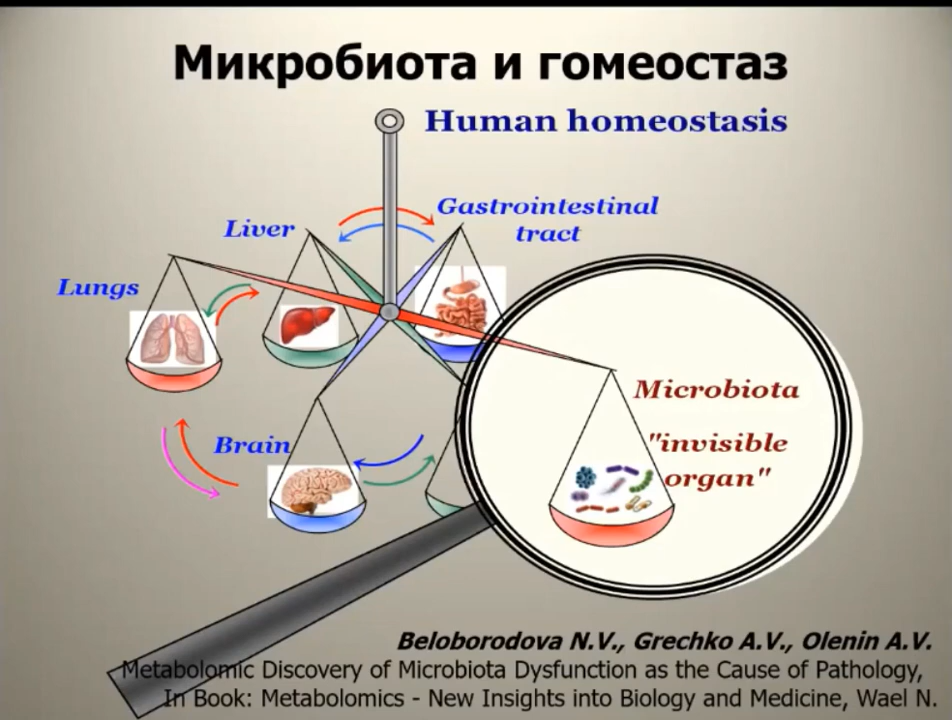 Микробиота и гомеостаз
Human homeostasis
Gastrointestinal
tract
Liver
Lungs
Microbiota
"invisible
organ"
Brain
Beloborodova N.V., Grechko A.V., Olenin A.V.
Metabolomic Discovery of Microbiota Dysfunction as the Cause of Pathology,
In Book: Metabolomics - New Insights into Biology and Medicine, Wael N.